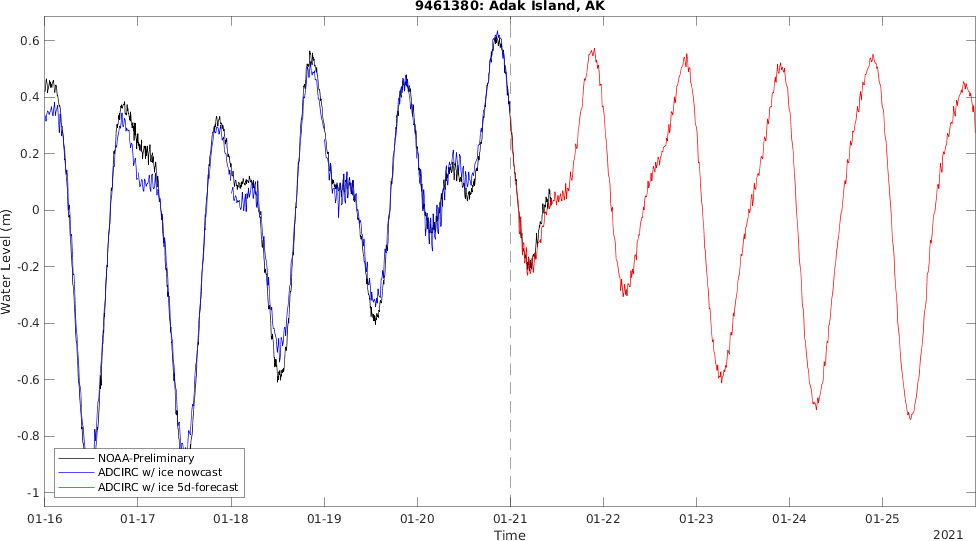 9461380: Adak Island, AK
0.6
0.4
0.2
0
-0.2
-0.4
-0.6
-0.8
-1
Water Level (m)
NOAA-Preliminary
ADCIRC w/ ice nowcast
ADCIRC w/ ice 5d-forecast
01-16 01-17 01-18 01-19 01-20 01-21 01-22 01-23 01-24 01-25
Time
2021